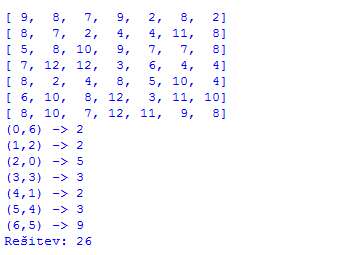 [ 9,  8,  7,  9,  2,  8,  2]
[ 8,  7,  2,  4,  4, 11,  8]
[ 5,  8, 10,  9,  7,  7,  8]
[ 7, 12, 12,  3,  6,  4,  4]
[ 8,  2,  4,  8,  5, 10,  4]
[ 6, 10,  8, 12,  3, 11, 10]
[ 8, 10,  7, 12, 11,  9,  8]
(0,6) -> 2
(1,2) -> 2
(2,0) -> 5
(3,3) -> 3
(4,1) -> 2
(5,4) -> 3
(6,5) -> 9
Rešitev: 26